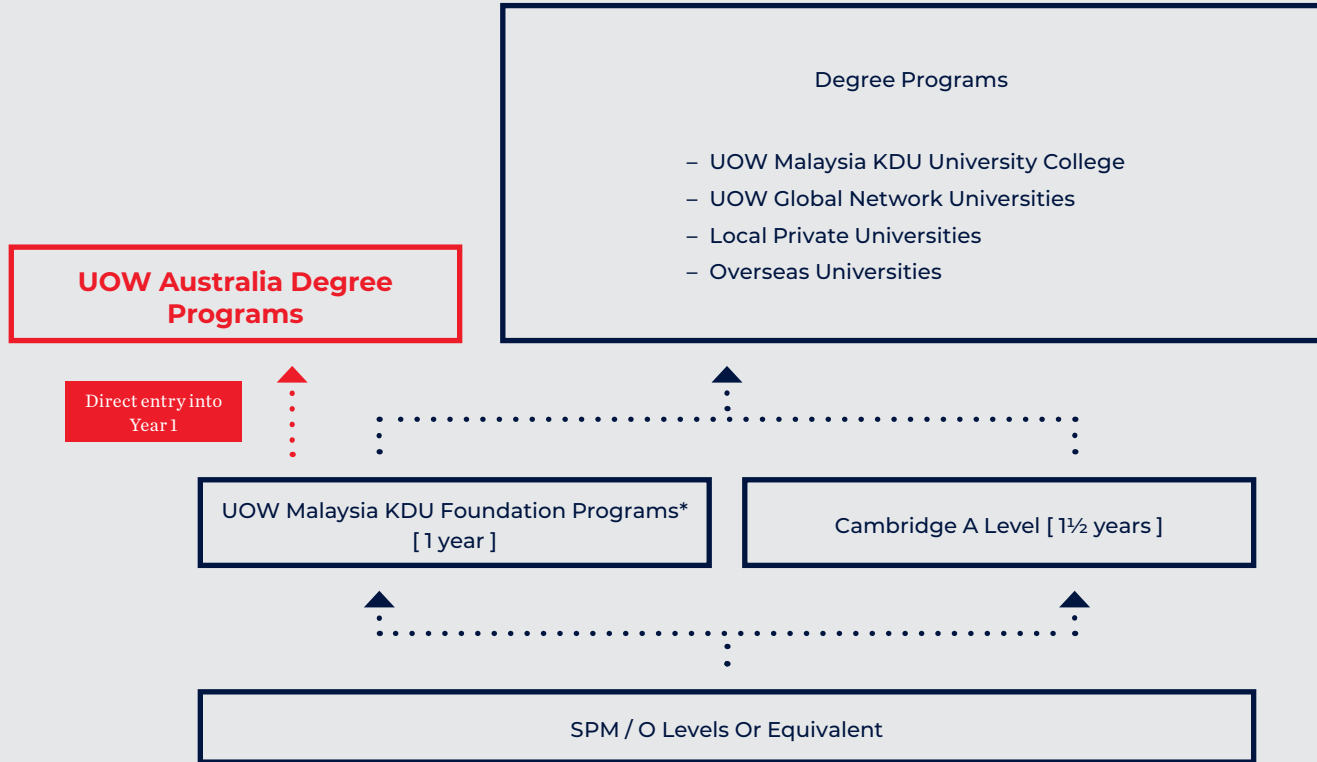 Degree Programs
– UOW Malaysia KDU University College
– UOW Global Network Universities
– Local Private Universities
– Overseas Universities
UOW Australia Degree
Programs
Direct entry into
Year 1
UOW Malaysia KDU Foundation Programs*
[ 1 year ]
Cambridge A Level [ 1½ years ]
SPM / O Levels Or Equivalent